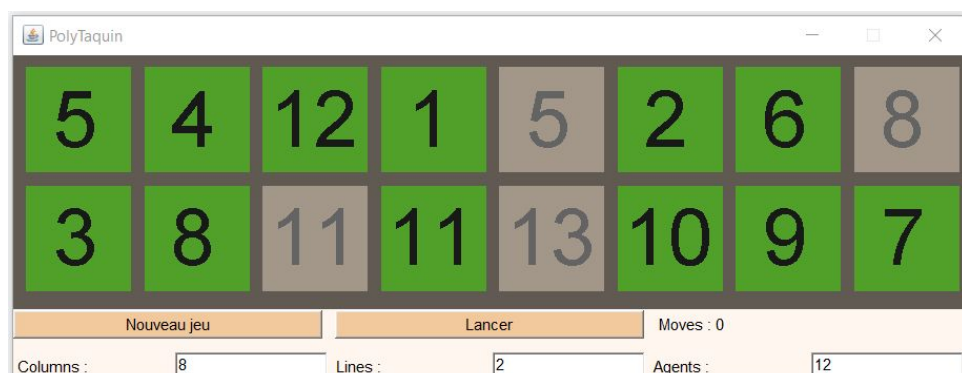 PolyTaquin
5 4 12 1 5 2 6 8
3 8 11 11 13 10 9 7
Nouveau jeu Lancer Moves : 0
Columns : 8 Lines : 2 Agents : 12